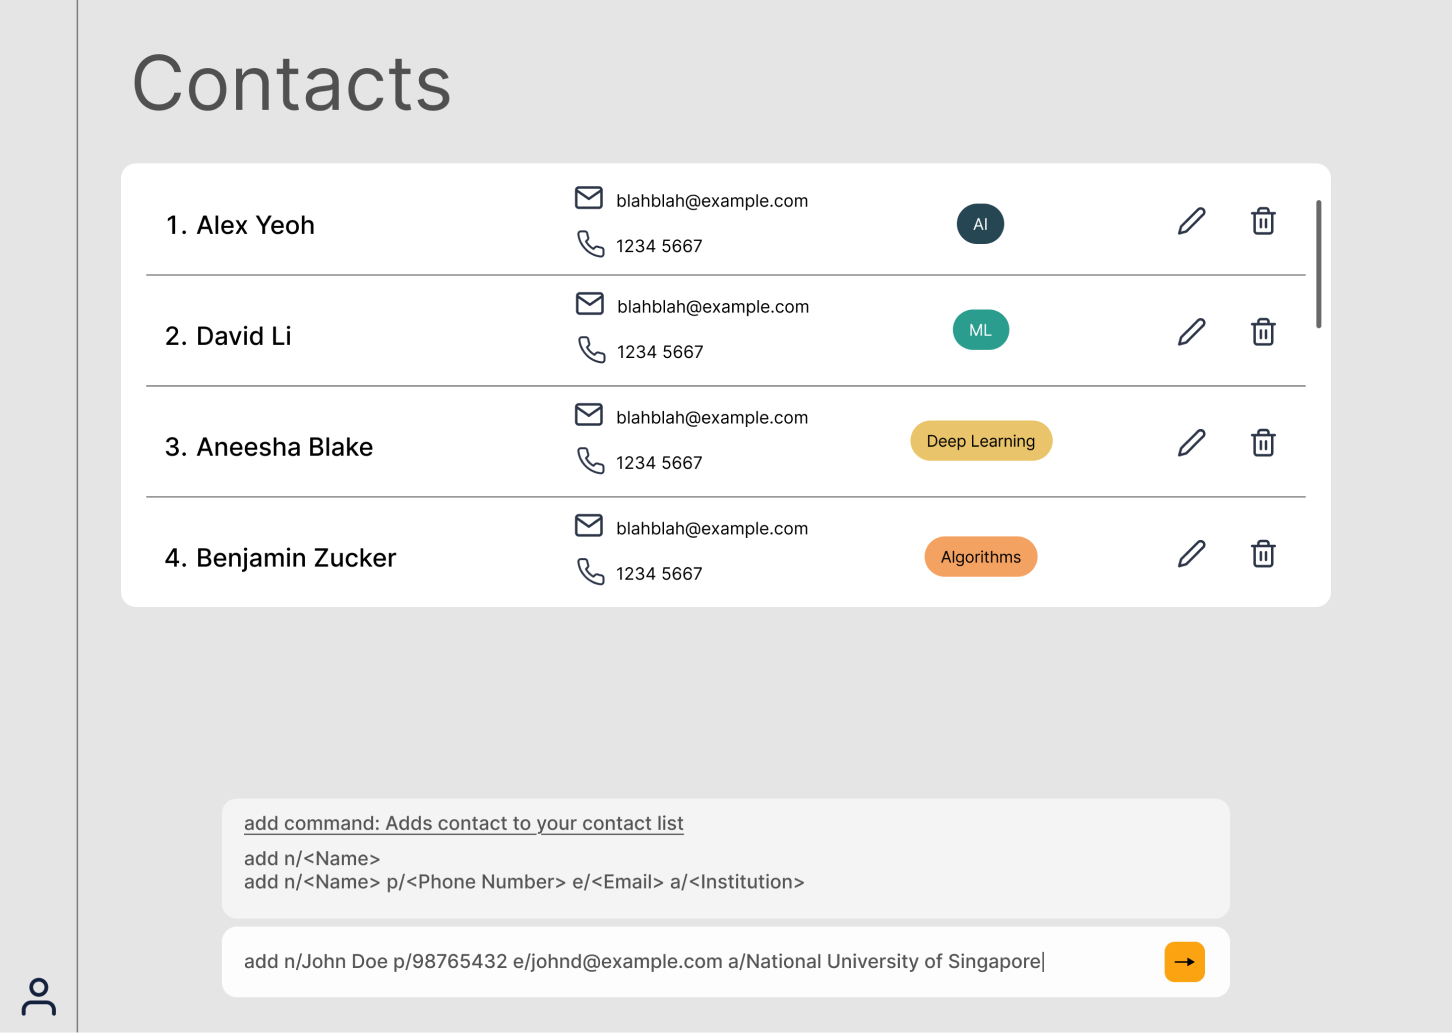 Contacts
1. Alex Yeoh
blahblah@example.com
1234 5667
AI
2. David Li
blahblah@example.com
1234 5667
ML
3. Aneesha Blake
blahblah@example.com
1234 5667
Deep Learning
4. Benjamin Zucker
blahblah@example.com
1234 5667
Algorithms
add command: Adds contact to your contact list
add n/<Name>
add n/<Name> p/<Phone Number> e/<Email> a/<Institution>
add n/John Doe p/98765432 e/johnd@example.com a/National University of Singapore